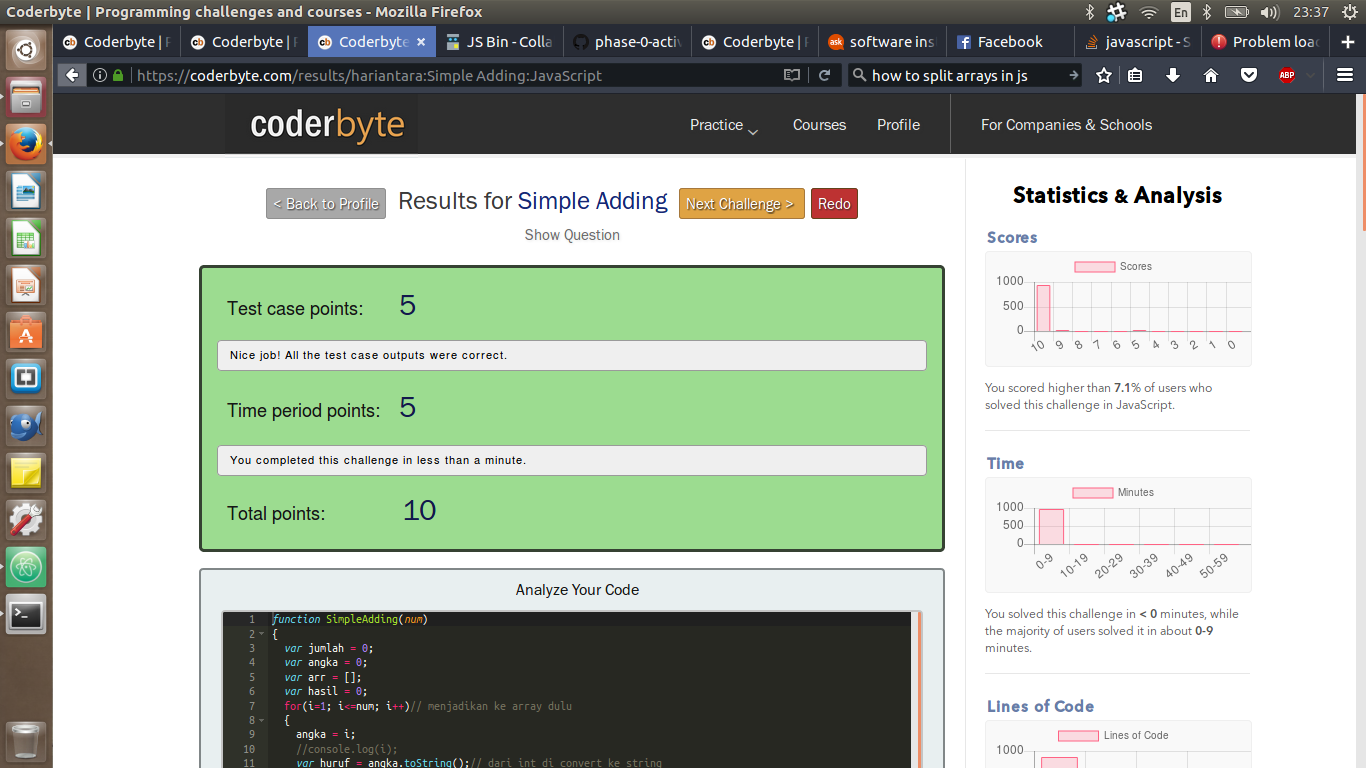 Coderbyte | Programming challenges and courses - Mozilla Firefox
En
23:37
Coderbyte | P
Coderbyte | P
Coderbyte
JS Bin - Colla
phase-0-activ
Coderbyte | P
software ins
Facebook
javascript - S
Problem loa
https://coderbyte.com/results/hariantara:Simple Adding:JavaScript
how to split arrays in js
ABP
coderbyte
Practice
Courses
Profile
For Companies & Schools
< Back to Profile
Results for Simple Adding
Next Challenge >
Redo
Show Question
Test case points: 5
Nice job! All the test case outputs were correct.
Time period points: 5
You completed this challenge in less than a minute.
Total points: 10
Analyze Your Code
1 function SimpleAdding(num)
2 {
3 var jumlah = 0;
4 var angka = 0;
5 var arr = [];
6 var hasil = 0;
7 for(i=1; i<=num; i++)// menjadikan ke array dulu
8 {
9 angka = i;
10 //console.log(i);
11 var huruf = angka.toString();// dari int di convert ke string
Statistics & Analysis
Scores
Scores
1000
500
0
10 9 8 7 6 5 4 3 2 1 0
You scored higher than 7.1% of users who
solved this challenge in JavaScript.
Time
Minutes
1000
500
0
0-9 10-19 20-29 30-39 40-49 50-59
You solved this challenge in < 0 minutes, while
the majority of users solved it in about 0-9
minutes.
Lines of Code
Lines of Code
1000